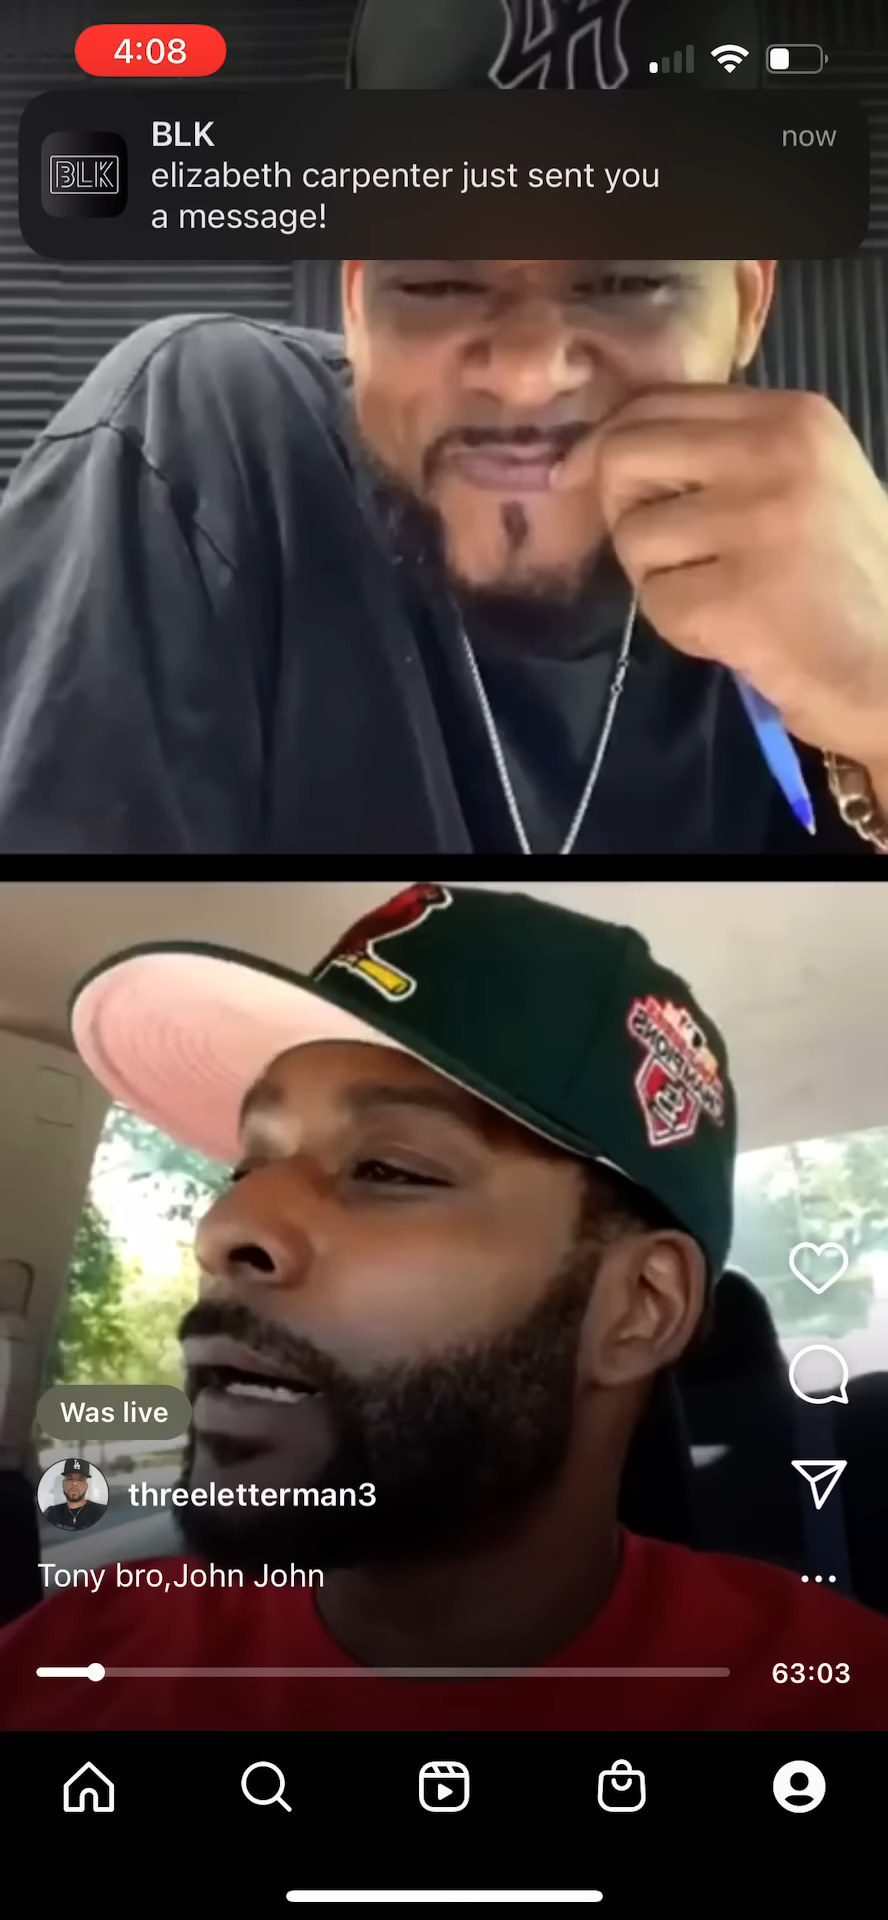 4:08
BLK
now
BLK
elizabeth carpenter just sent you
a message!
CHAMPIONS
Was live
threeletterman3
Tony bro,John John
63:03